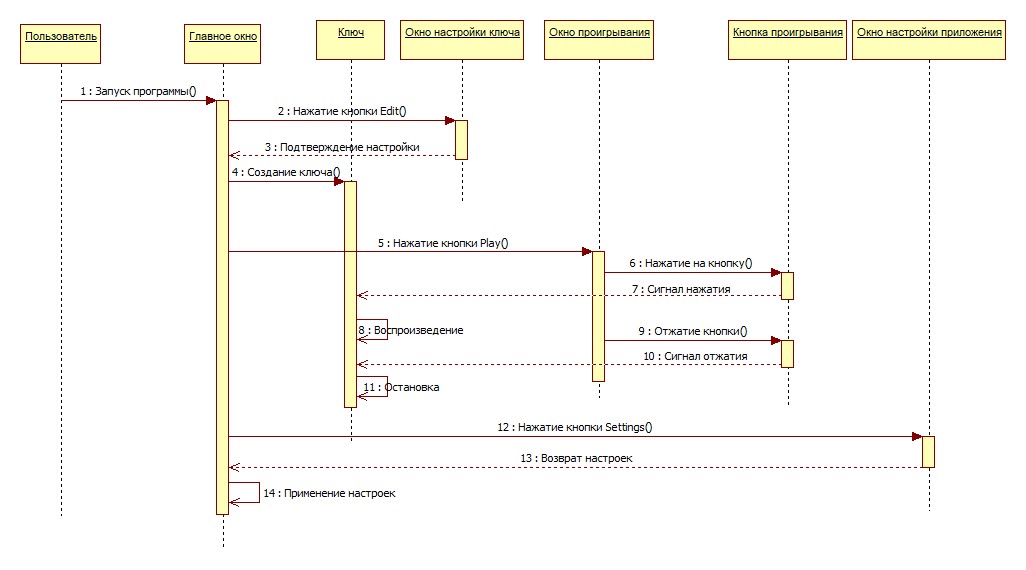 Пользователь
Главное окно
Ключ
Окно настройки ключа
Окно проигрывания
Кнопка проигрывания
Окно настройки приложения
1 : Запуск программы()
2 : Нажатие кнопки Edit()
3 : Подтверждение настройки
4 : Создание ключа()
5 : Нажатие кнопки Play()
6 : Нажатие на кнопку()
7 : Сигнал нажатия
8 : Воспроизведение
9 : Отжатие кнопки()
10 : Сигнал отжатия
11 : Остановка
12 : Нажатие кнопки Settings()
13 : Возврат настроек
14 : Применение настроек